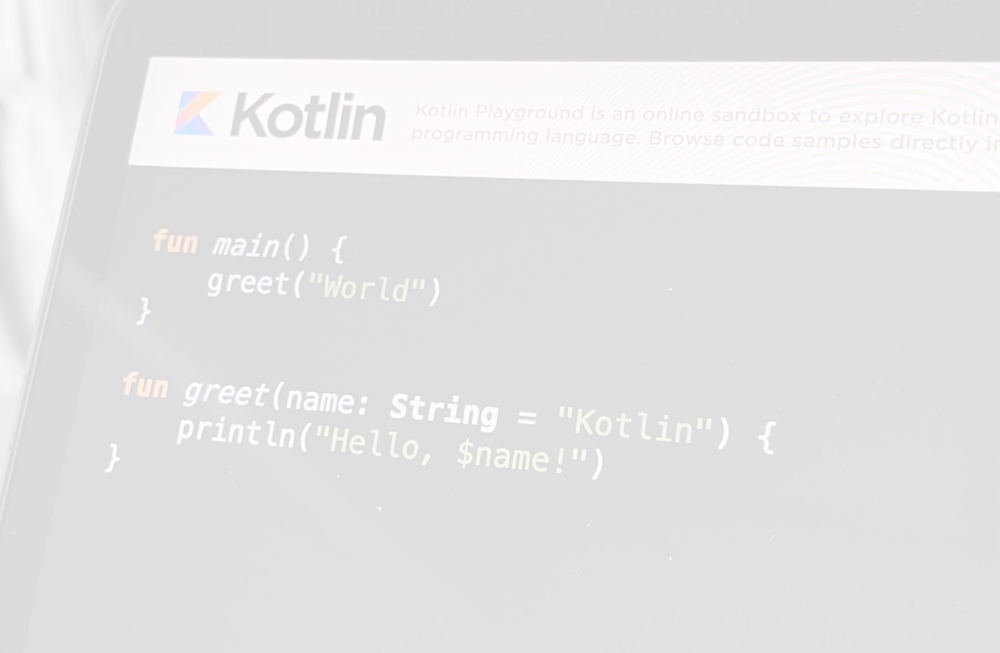 Kotlin
Kotlin Playground is an online sandbox to explore Kotlin
programming language. Browse code samples directly in
fun main() {
    greet("World")
}
fun greet(name: String = "Kotlin") {
    println("Hello, $name!")
}